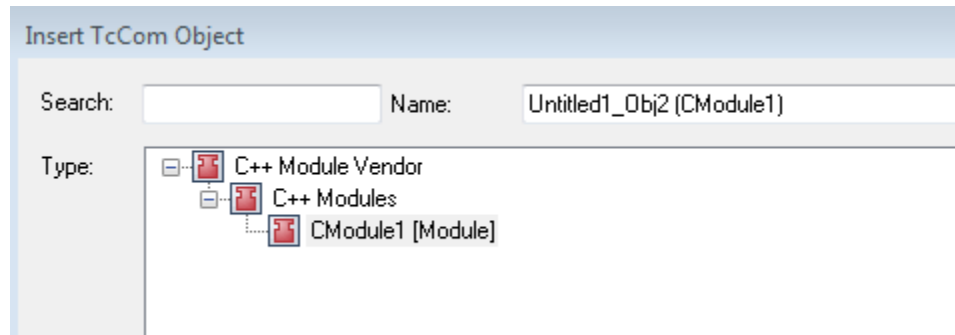 Insert TcCom Object
Search: Name: Untitled1_Obj2 (CModule1)
Type: C++ Module Vendor
C++ Modules
CModule1 [Module]